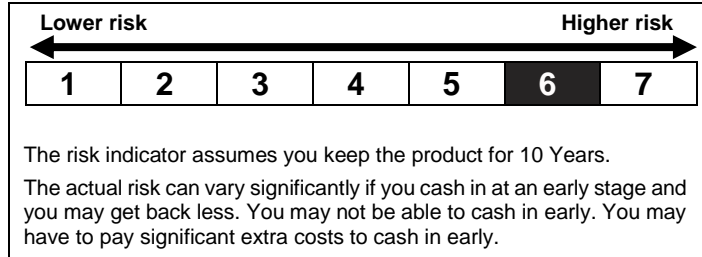 Lower risk Higher risk
1 2 3 4 5 6 7
The risk indicator assumes you keep the product for 10 Years.
The actual risk can vary significantly if you cash in at an early stage and
you may get back less. You may not be able to cash in early. You may
have to pay significant extra costs to cash in early.